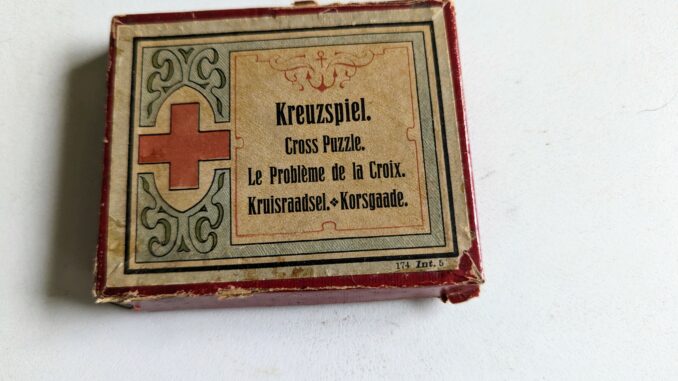 Kreuzspiel.
Cross Puzzle.
Le Problème de la Croix.
Kruisraadsel.❖Korsgaade.
174 Int. 5